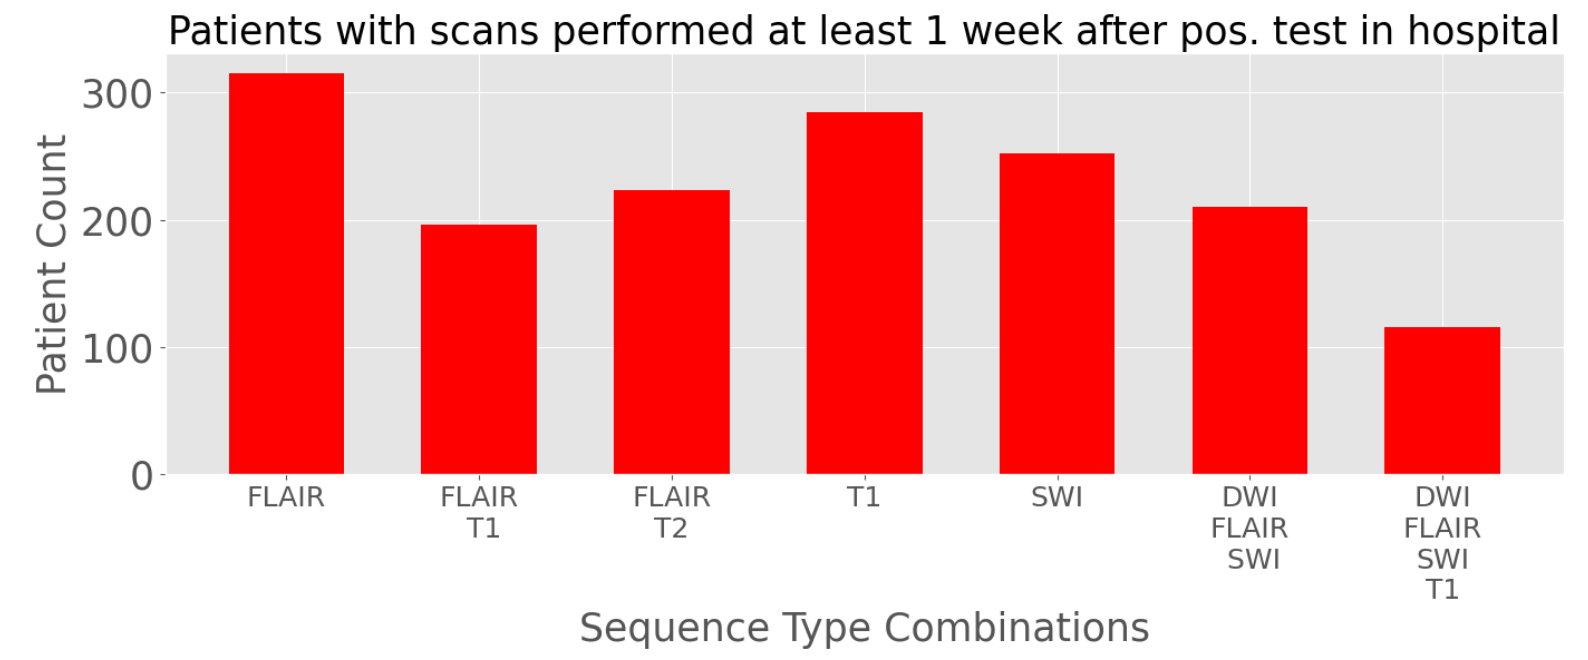 Patients with scans performed at least 1 week after pos. test in hospital
Patient Count
300
200
100
0
FLAIR
FLAIR
T1
FLAIR
T2
T1
SWI
DWI
FLAIR
SWI
DWI
FLAIR
SWI
T1
Sequence Type Combinations